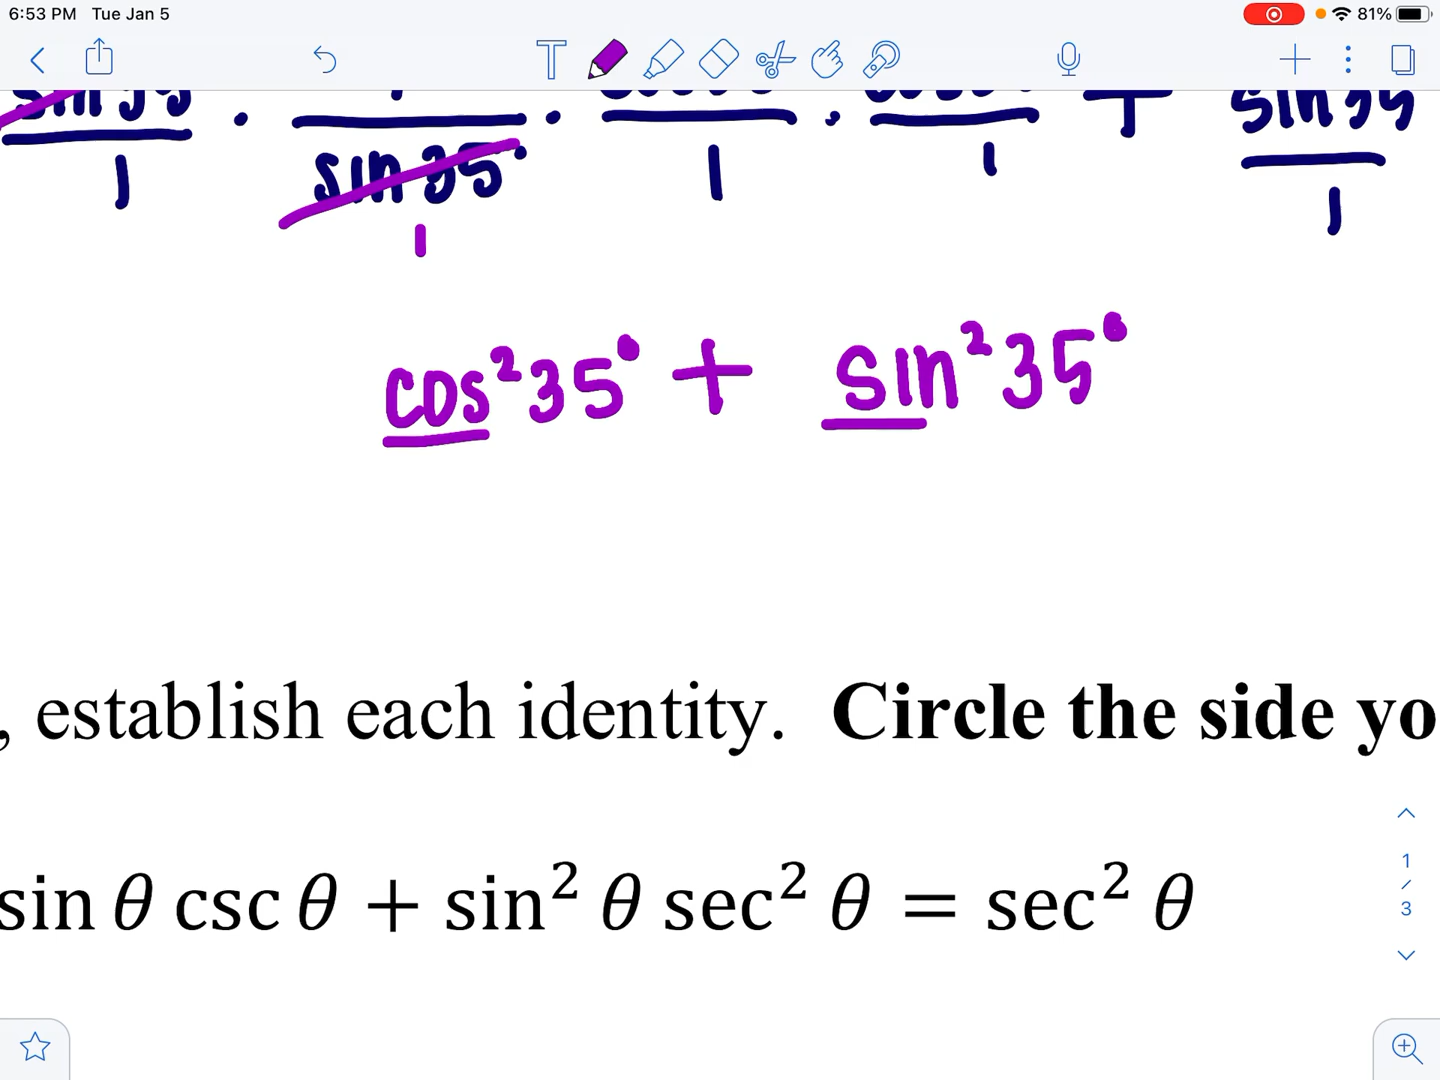 6:53 PM Tue Jan 5 81%
T
sin 35
sin 35°
1 1 1 1
1
cos²35° + sin²35°
, establish each identity. Circle the side yo
sin θ csc θ + sin² θ sec² θ = sec² θ
1
/
3